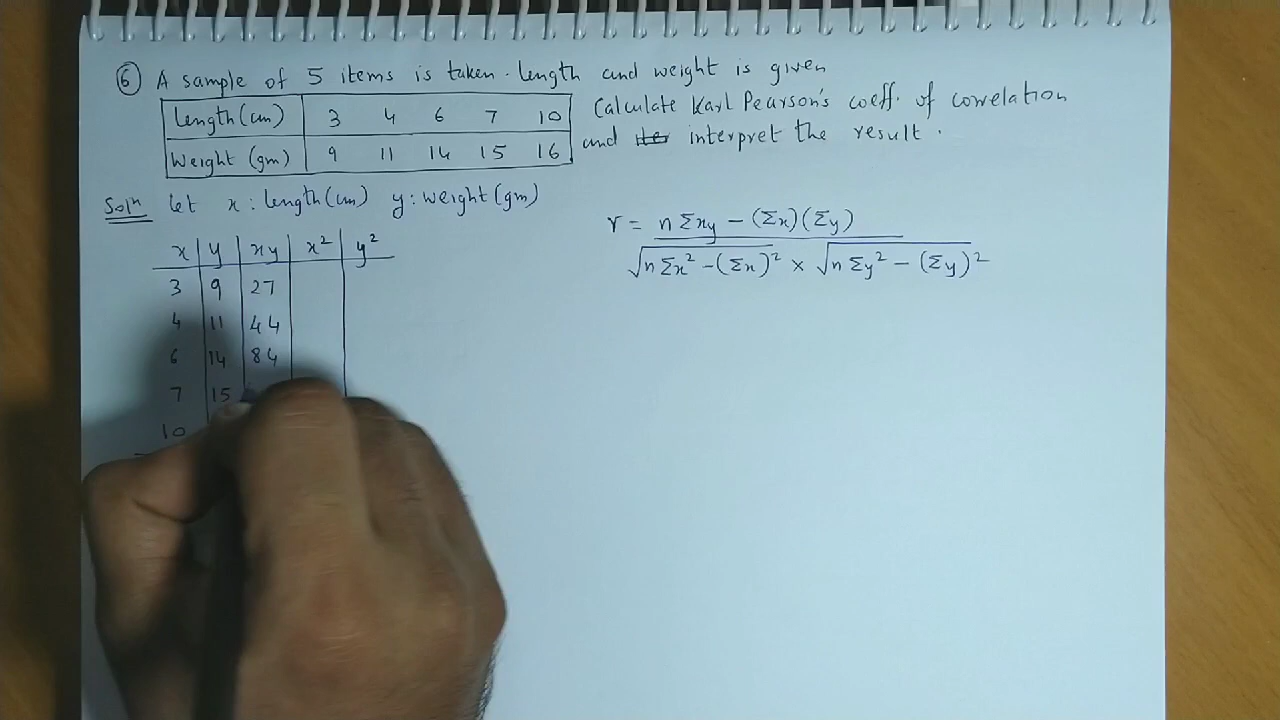 ⑥ A sample of 5 items is taken. length and weight is given
length(cm) 3 4 6 7 10 Calculate Karl Pearson's coeff. of correlation
Weight (gm) 9 11 14 15 16 and interpret the result.
Soln let x : length(cm) y : weight(gm)
r = nΣxy - (Σx)(Σy)
√nΣx² - (Σx)² × √nΣy² - (Σy)²
x y xy x² y²
3 9 27
4 11 44
6 14 84
7 15
10